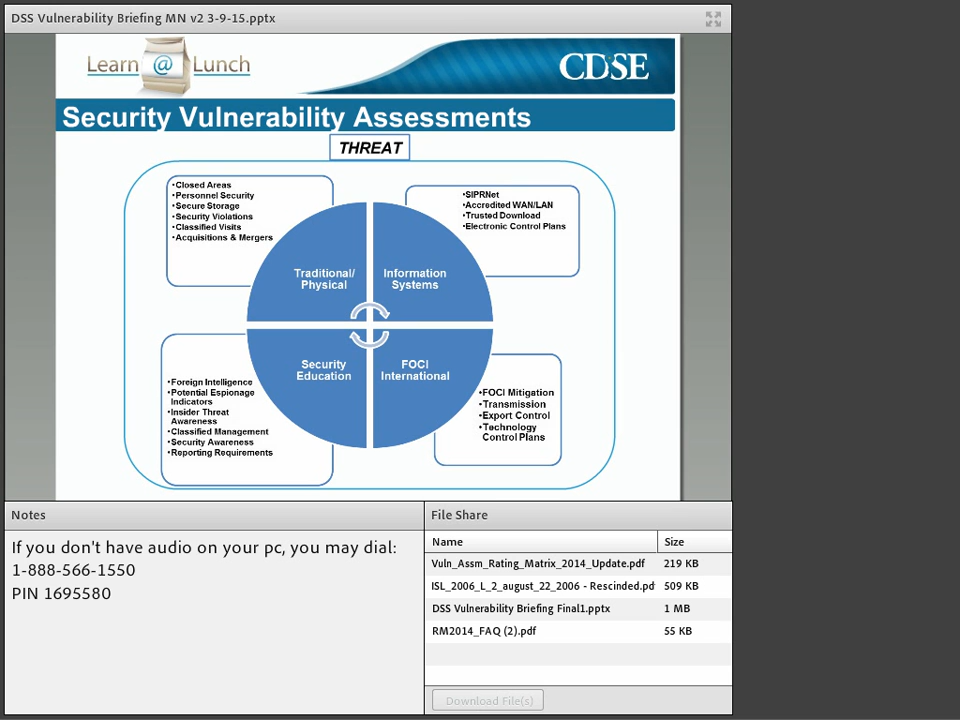 DSS Vulnerability Briefing MN v2 3-9-15.pptx
Learn @ Lunch
CDSE
Security Vulnerability Assessments
THREAT
•Closed Areas
•Personnel Security
•Secure Storage
•Security Violations
•Classified Visits
•Acquisitions & Mergers
•SIPRNet
•Accredited WAN/LAN
•Trusted Download
•Electronic Control Plans
Traditional/
Physical
Information
Systems
Security
Education
FOCI
International
•Foreign Intelligence
•Potential Espionage
Indicators
•Insider Threat
Awareness
•Classified Management
•Security Awareness
•Reporting Requirements
•FOCI Mitigation
•Transmission
•Export Control
•Technology
Control Plans
Notes
If you don't have audio on your pc, you may dial:
1-888-566-1550
PIN 1695580
File Share
Name Size
Vuln_Assm_Rating_Matrix_2014_Update.pdf 219 KB
ISL_2006_L_2_august_22_2006 - Rescinded.pdf 509 KB
DSS Vulnerability Briefing Final1.pptx 1 MB
RM2014_FAQ (2).pdf 55 KB
Download File(s)